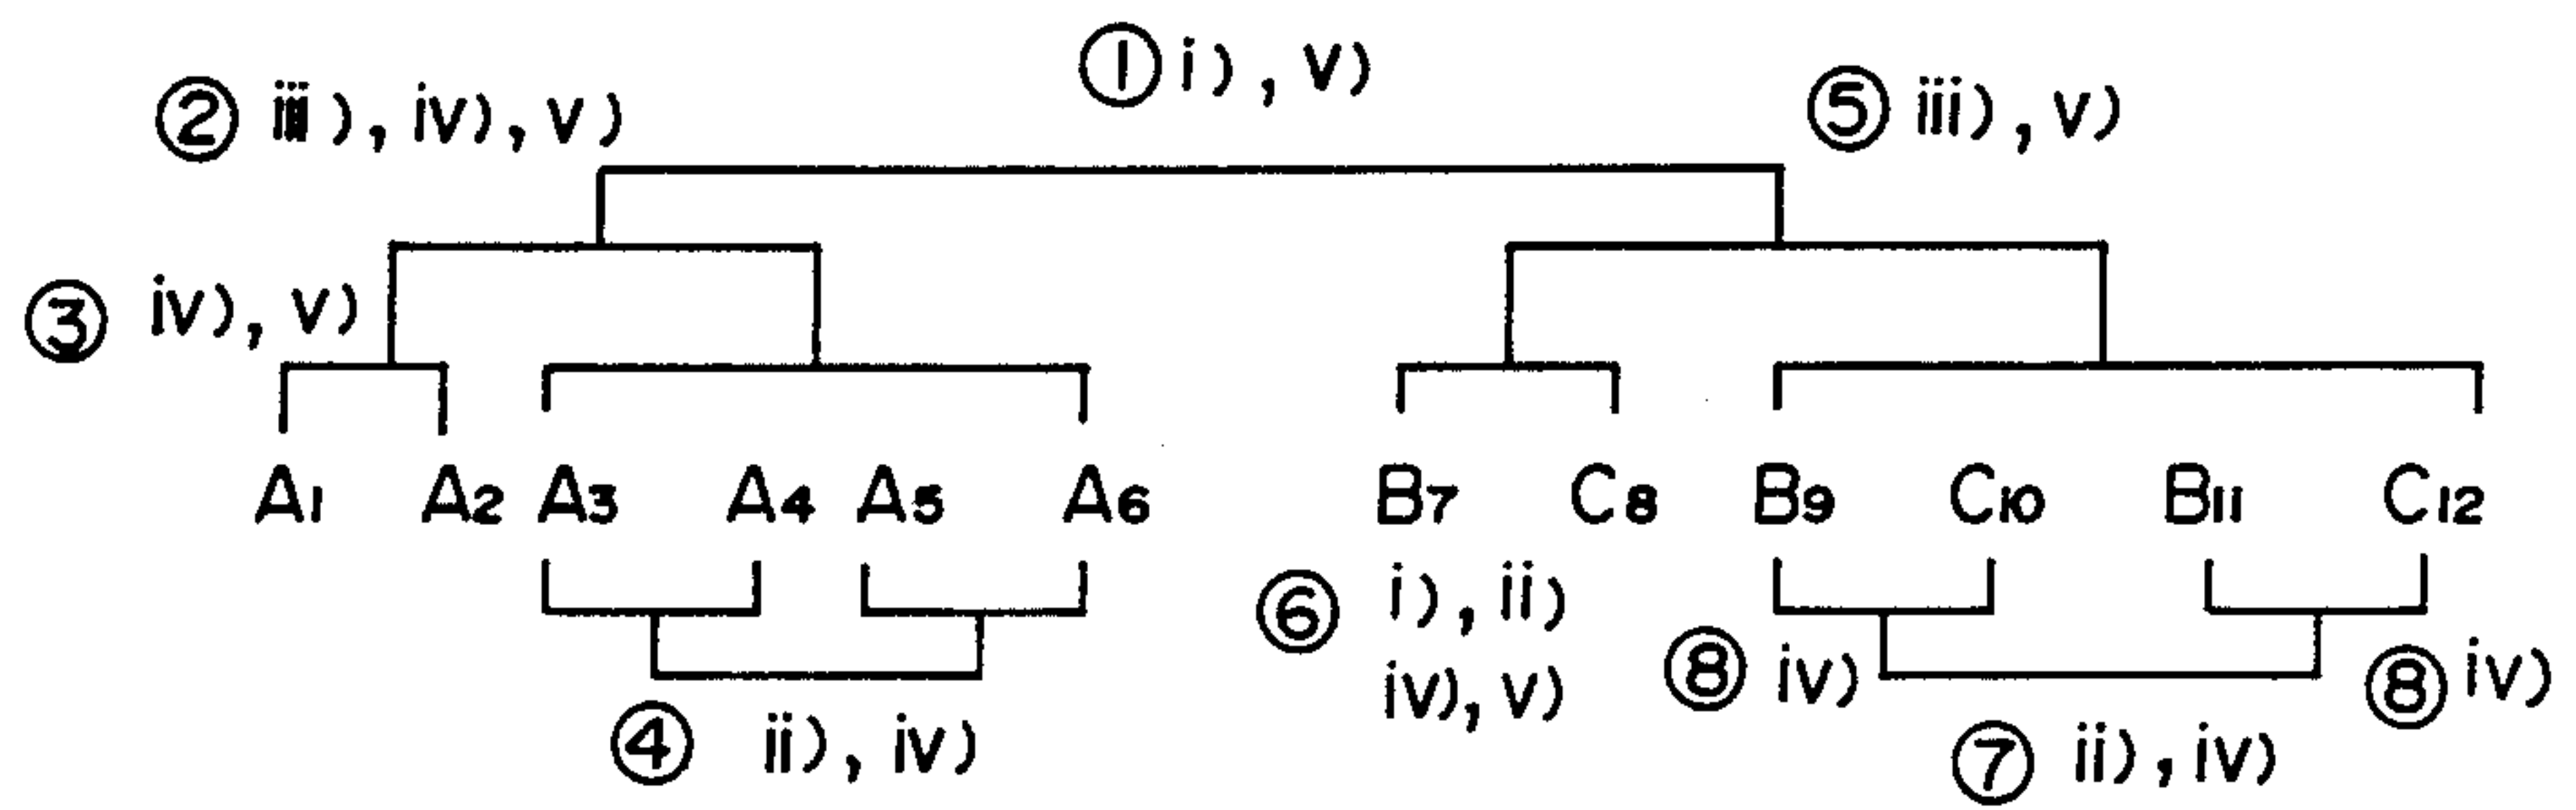 ① i), v)
② iii), iv), v)
⑤ iii), v)
③ iv), v)
A1 A2 A3 A4 A5 A6 B7 C8 B9 C10 B11 C12
⑥ i), ii)
iv), v)
⑧ iv)
⑧ iv)
④ ii), iv)
⑦ ii), iv)